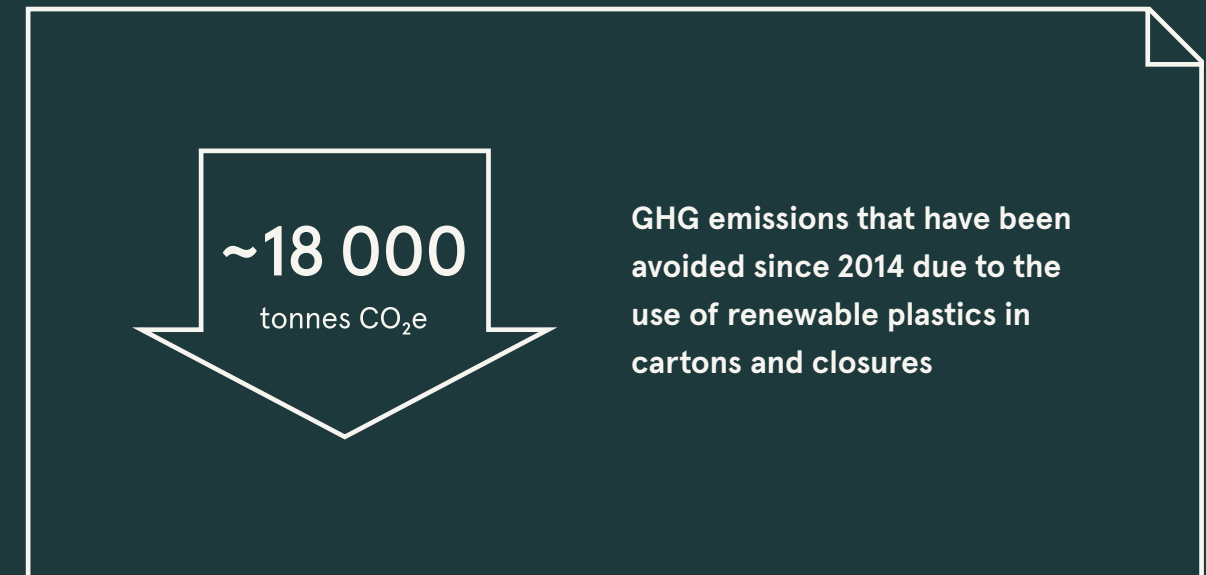 ~18 000
tonnes CO₂e
GHG emissions that have been
avoided since 2014 due to the
use of renewable plastics in
cartons and closures